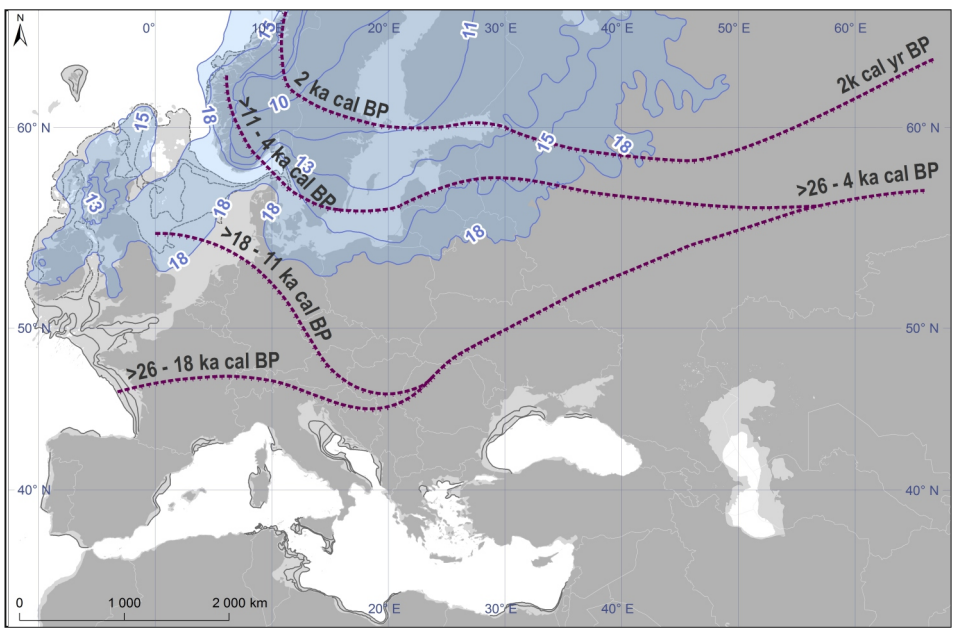 N
0°
10° E
20° E
30° E
40° E
50° E
60° E
15
11
2k cal yr BP
18
10
2 ka cal BP
15
60° N
60° N
15
18
13
>11 - 4 ka cal BP
>26 - 4 ka cal BP
13
18
18
18
18
>18 - 11 ka cal BP
50° N
50° N
>26 - 18 ka cal BP
40° N
40° N
0
1 000
2 000 km
20° E
30° E
40° E